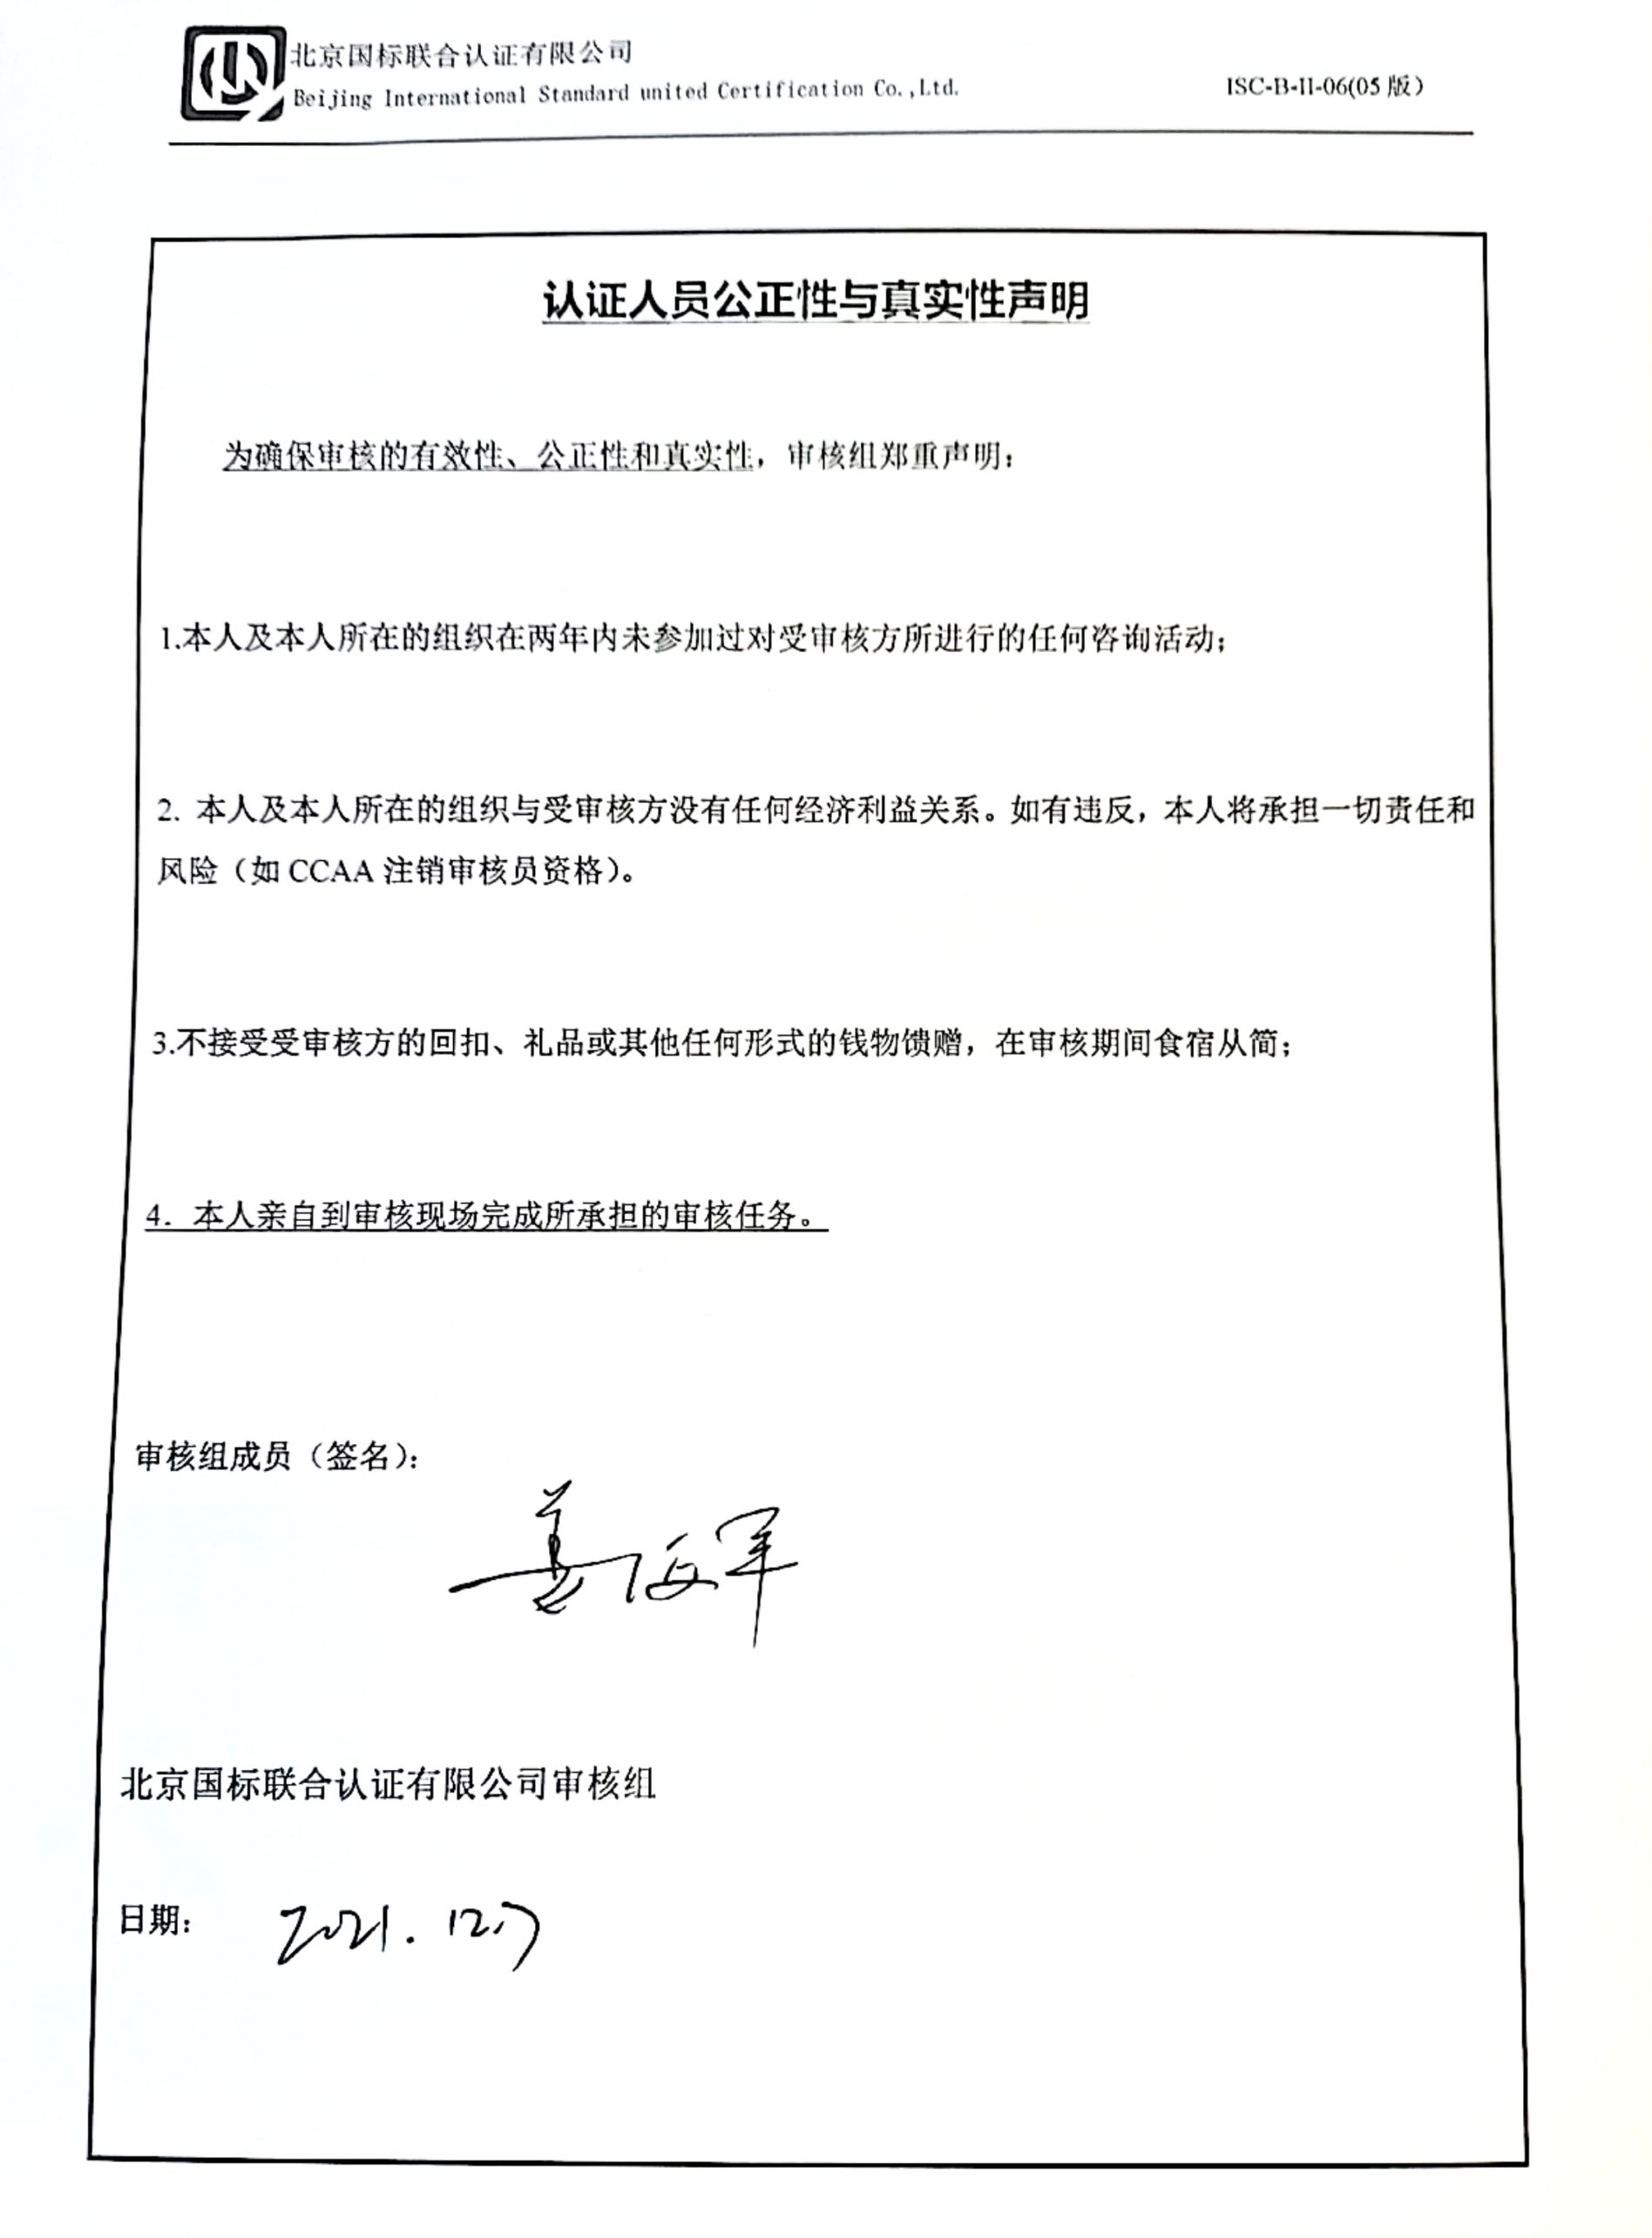 北京国标联合认证有限公司
Beijing International Standard united Certification Co.,Ltd.
ISC-B-II-06(05版)
认证人员公正性与真实性声明
为确保审核的有效性、公正性和真实性，审核组郑重声明：
1.本人及本人所在的组织在两年内未参加过对受审核方所进行的任何咨询活动；
2. 本人及本人所在的组织与受审核方没有任何经济利益关系。如有违反，本人将承担一切责任和
风险（如 CCAA 注销审核员资格）。
3.不接受受审核方的回扣、礼品或其他任何形式的钱物馈赠，在审核期间食宿从简；
4. 本人亲自到审核现场完成所承担的审核任务。
审核组成员（签名）：
北京国标联合认证有限公司审核组
日期： 2021.12.7